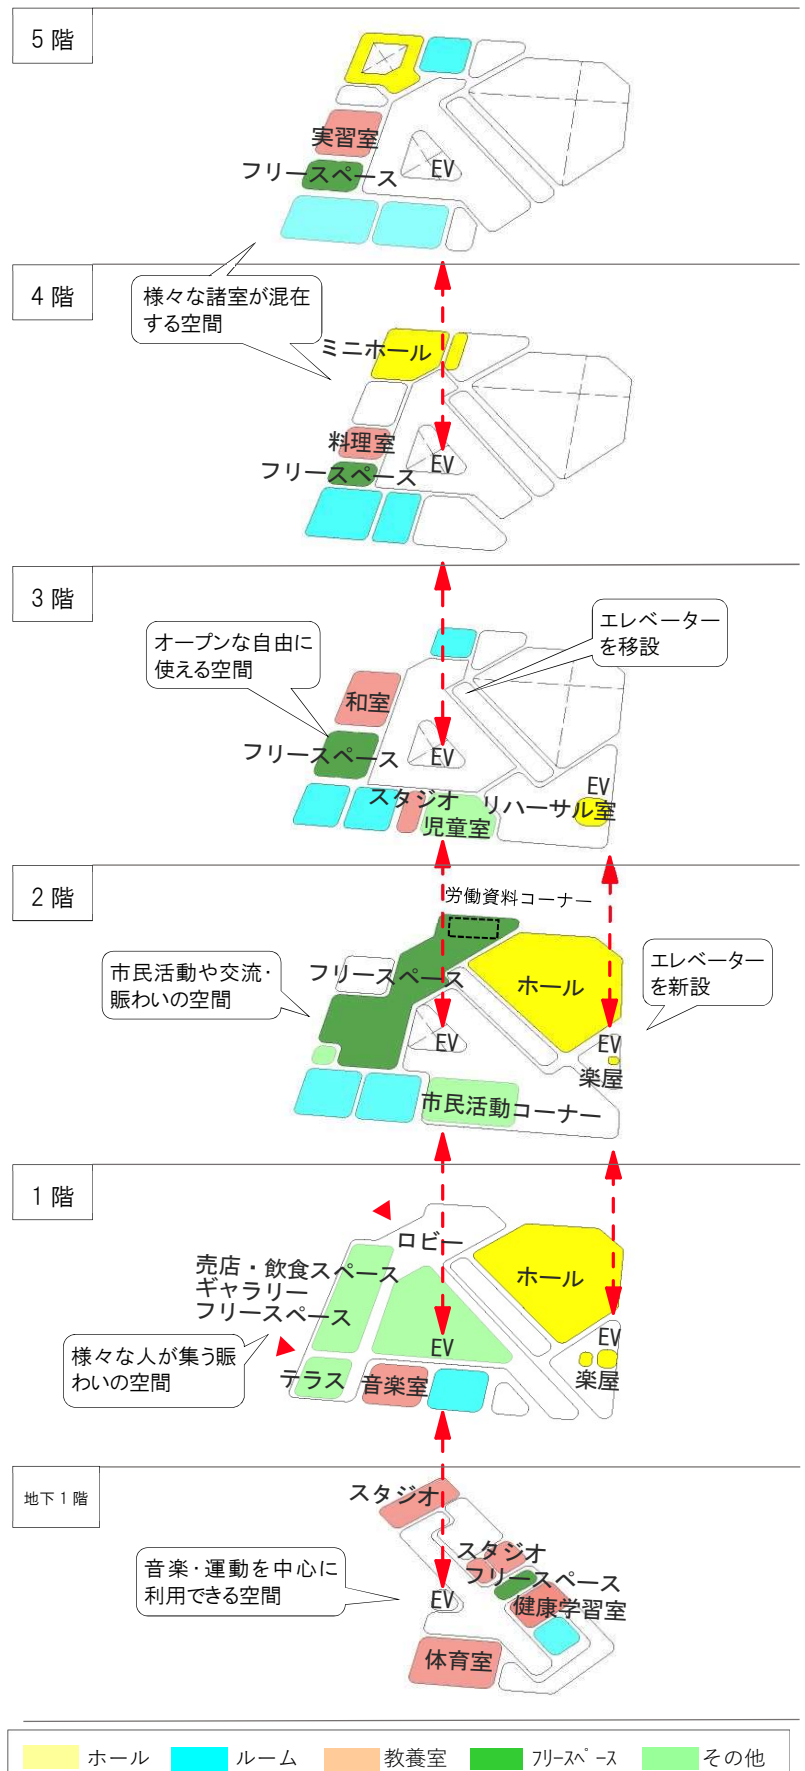 5階
実習室
フリースペース
EV
4階
様々な諸室が混在
する空間
ミニホール
料理室
フリースペース
EV
3階
オープンな自由に
使える空間
エレベーター
を移設
和室
フリースペース
EV
スタジオ
児童室
リハーサル室
EV
2階
労働資料コーナー
市民活動や交流・
賑わいの空間
フリースペース
ホール
エレベーター
を新設
EV
EV
楽屋
市民活動コーナー
1階
ロビー
売店・飲食スペース
ギャラリー
フリースペース
ホール
EV
EV
様々な人が集う賑
わいの空間
テラス
音楽室
楽屋
地下1階
スタジオ
音楽・運動を中心に
利用できる空間
スタジオ
フリースペース
EV
健康学習室
体育室
ホール ルーム 教養室 フリースペース その他